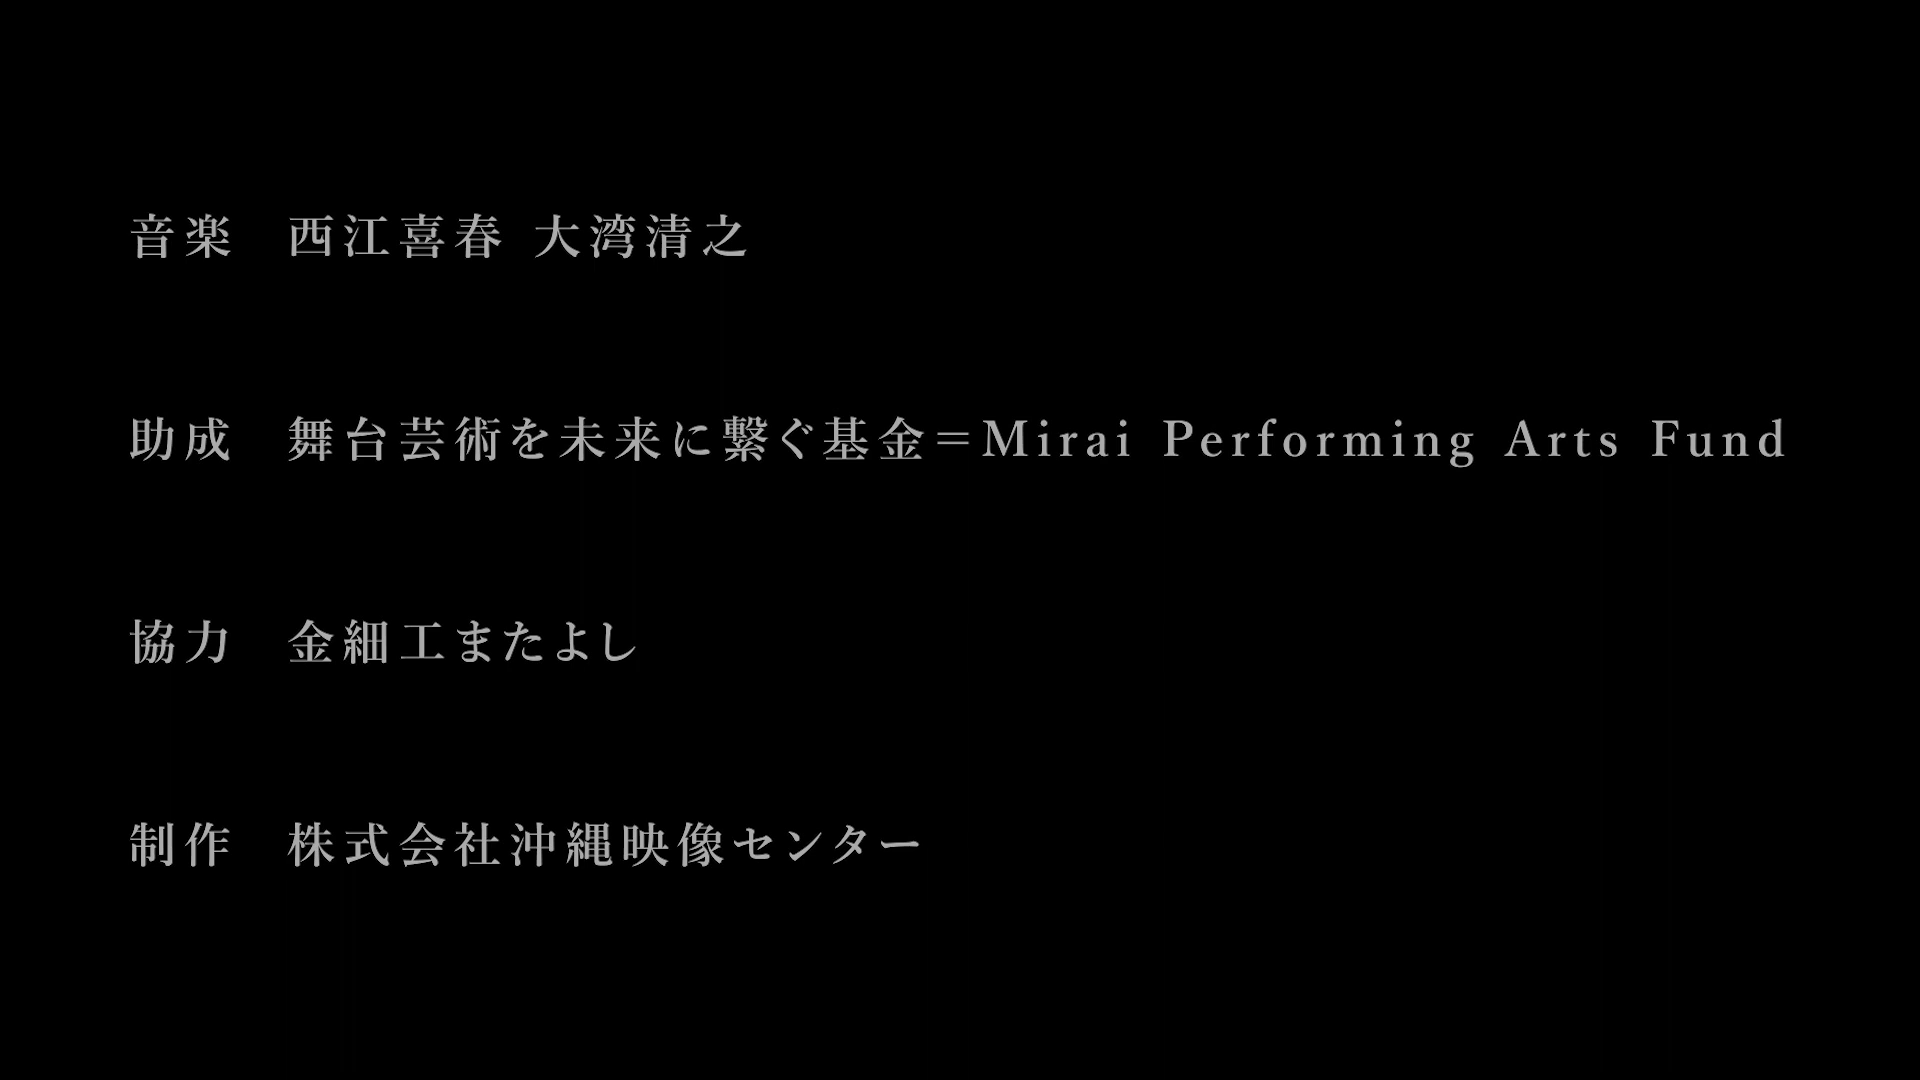 音楽　西江喜春 大湾清之
助成　舞台芸術を未来に繋ぐ基金＝Mirai Performing Arts Fund
協力　金細工またよし
制作　株式会社沖縄映像センター